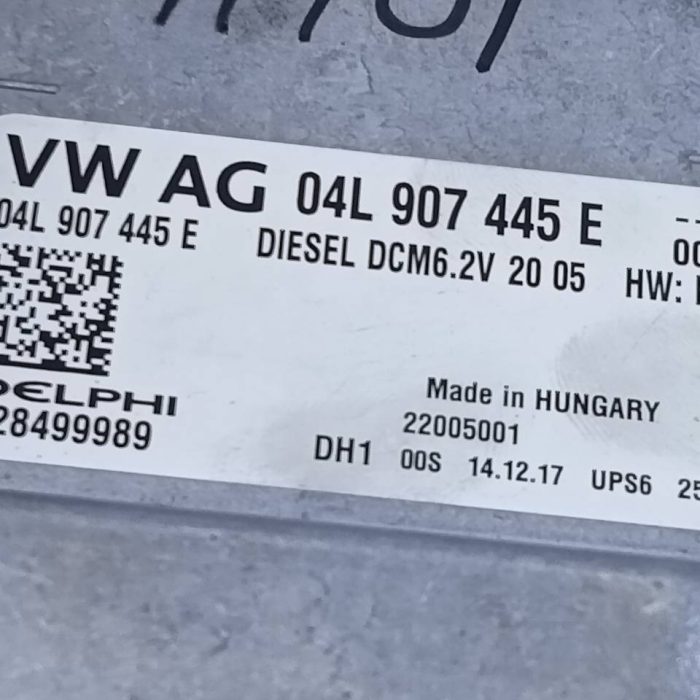 VW AG 04L 907 445 E --
04L 907 445 E DIESEL DCM6.2V 20 05 HW:
DELPHI
28499989
Made in HUNGARY
22005001
DH1 00S 14.12.17 UPS6 25